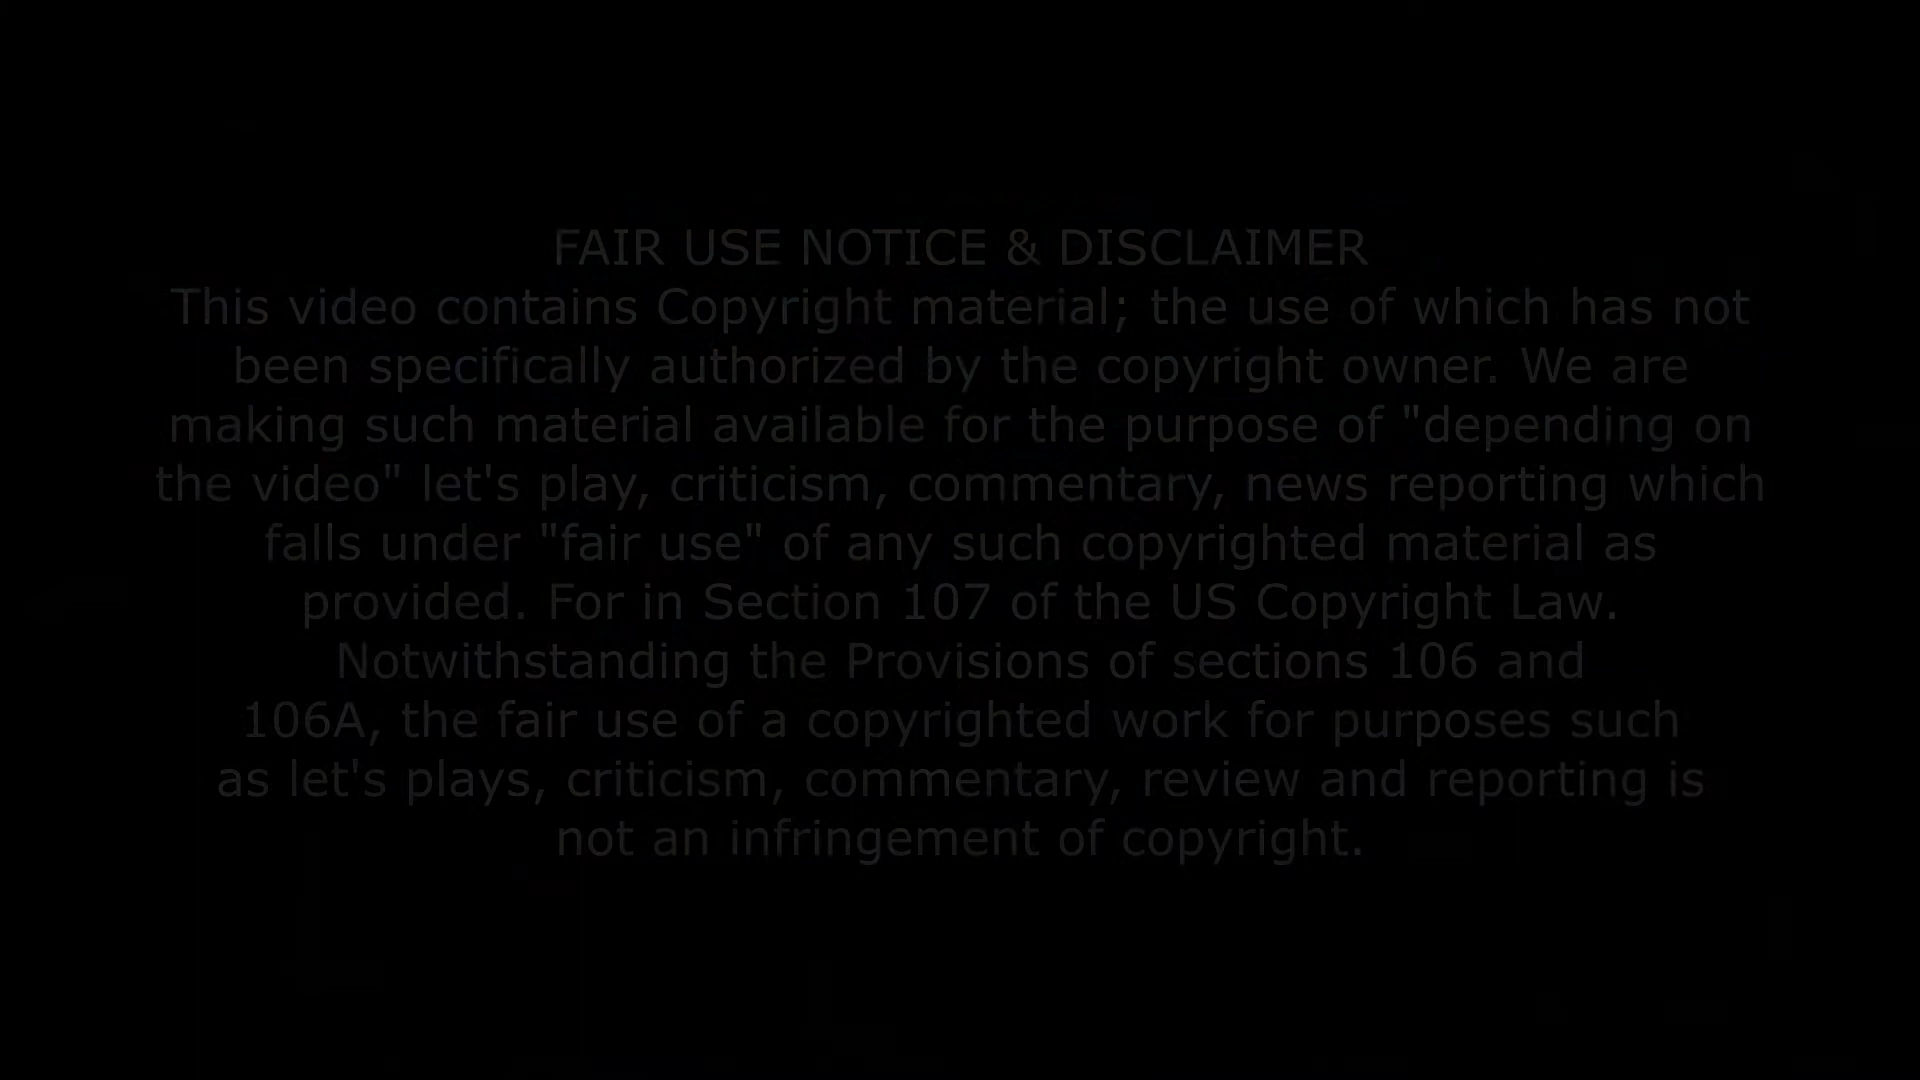 FAIR USE NOTICE & DISCLAIMER
This video contains Copyright material; the use of which has not
been specifically authorized by the copyright owner. We are
making such material available for the purpose of "depending on
the video" let's play, criticism, commentary, news reporting which
falls under "fair use" of any such copyrighted material as
provided. For in Section 107 of the US Copyright Law.
Notwithstanding the Provisions of sections 106 and
106A, the fair use of a copyrighted work for purposes such
as let's plays, criticism, commentary, review and reporting is
not an infringement of copyright.